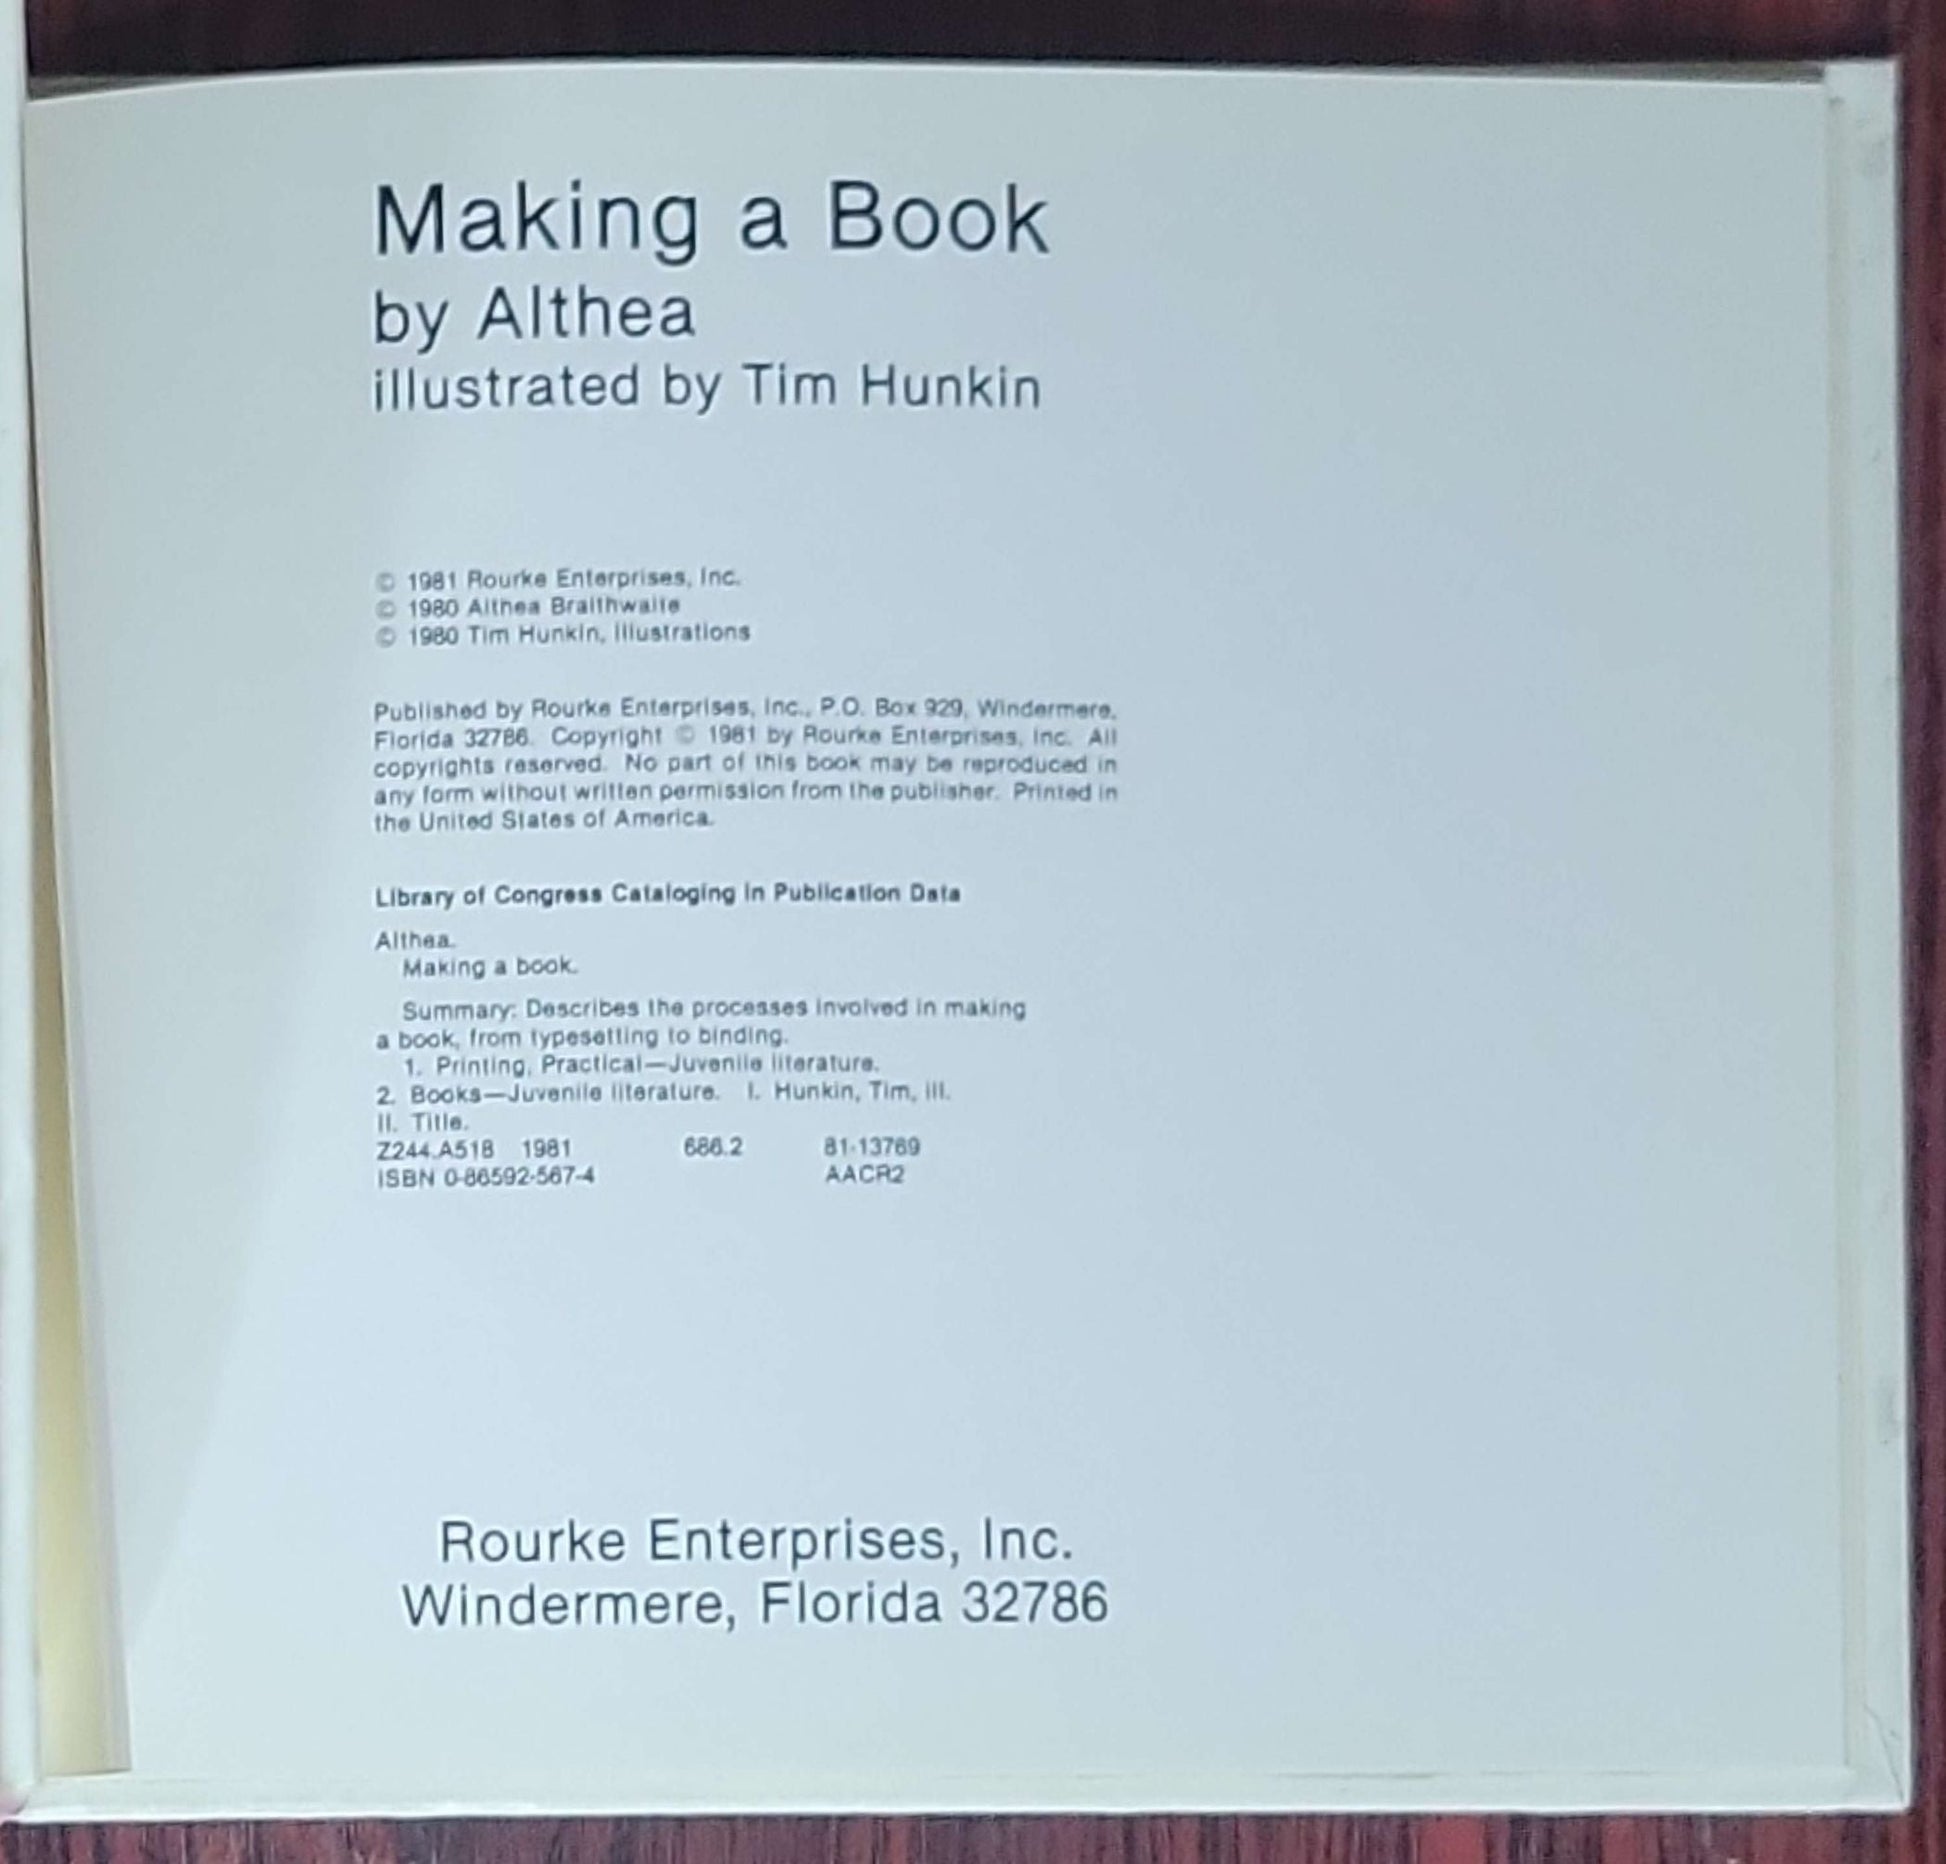 Making a Book
by Althea
illustrated by Tim Hunkin
© 1981 Rourke Enterprises, Inc.
© 1980 Althea Braithwaite
© 1980 Tim Hunkin, illustrations
Published by Rourke Enterprises, Inc., P.O. Box 929, Windermere,
Florida 32786. Copyright © 1981 by Rourke Enterprises, Inc. All
copyrights reserved. No part of this book may be reproduced in
any form without written permission from the publisher. Printed in
the United States of America.
Library of Congress Cataloging in Publication Data
Althea.
Making a book.
Summary: Describes the processes involved in making
a book, from typesetting to binding.
1. Printing, Practical—Juvenile literature.
2. Books—Juvenile literature. I. Hunkin, Tim, ill.
II. Title.
Z244.A518 1981 686.2 81-13769
ISBN 0-86592-567-4 AACR2
Rourke Enterprises, Inc.
Windermere, Florida 32786